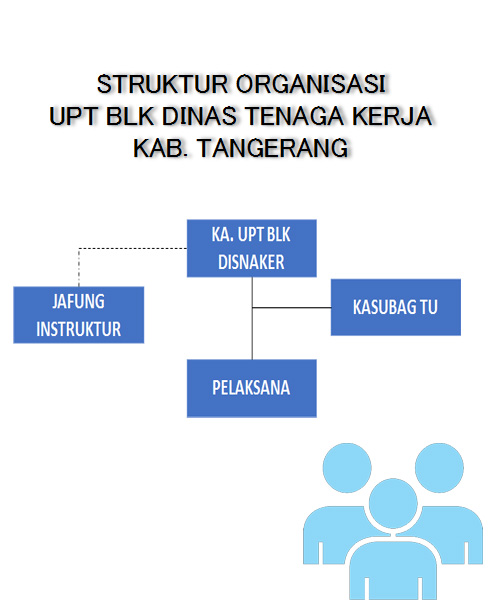 STRUKTUR ORGANISASI
UPT BLK DINAS TENAGA KERJA
KAB. TANGERANG
KA. UPT BLK
DISNAKER
JAFUNG
INSTRUKTUR
KASUBAG TU
PELAKSANA